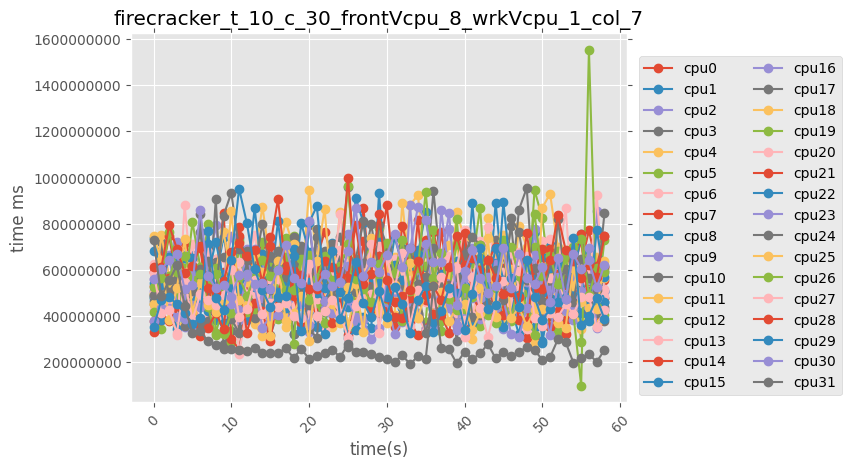 firecracker_t_10_c_30_frontVcpu_8_wrkVcpu_1_col_7
1600000000
1400000000
1200000000
1000000000
800000000
600000000
400000000
200000000
time ms
0
10
20
30
40
50
60
time(s)
cpu0
cpu1
cpu2
cpu3
cpu4
cpu5
cpu6
cpu7
cpu8
cpu9
cpu10
cpu11
cpu12
cpu13
cpu14
cpu15
cpu16
cpu17
cpu18
cpu19
cpu20
cpu21
cpu22
cpu23
cpu24
cpu25
cpu26
cpu27
cpu28
cpu29
cpu30
cpu31